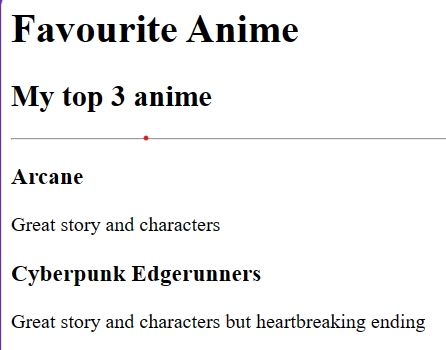 Favourite Anime
My top 3 anime
Arcane
Great story and characters
Cyberpunk Edgerunners
Great story and characters but heartbreaking ending